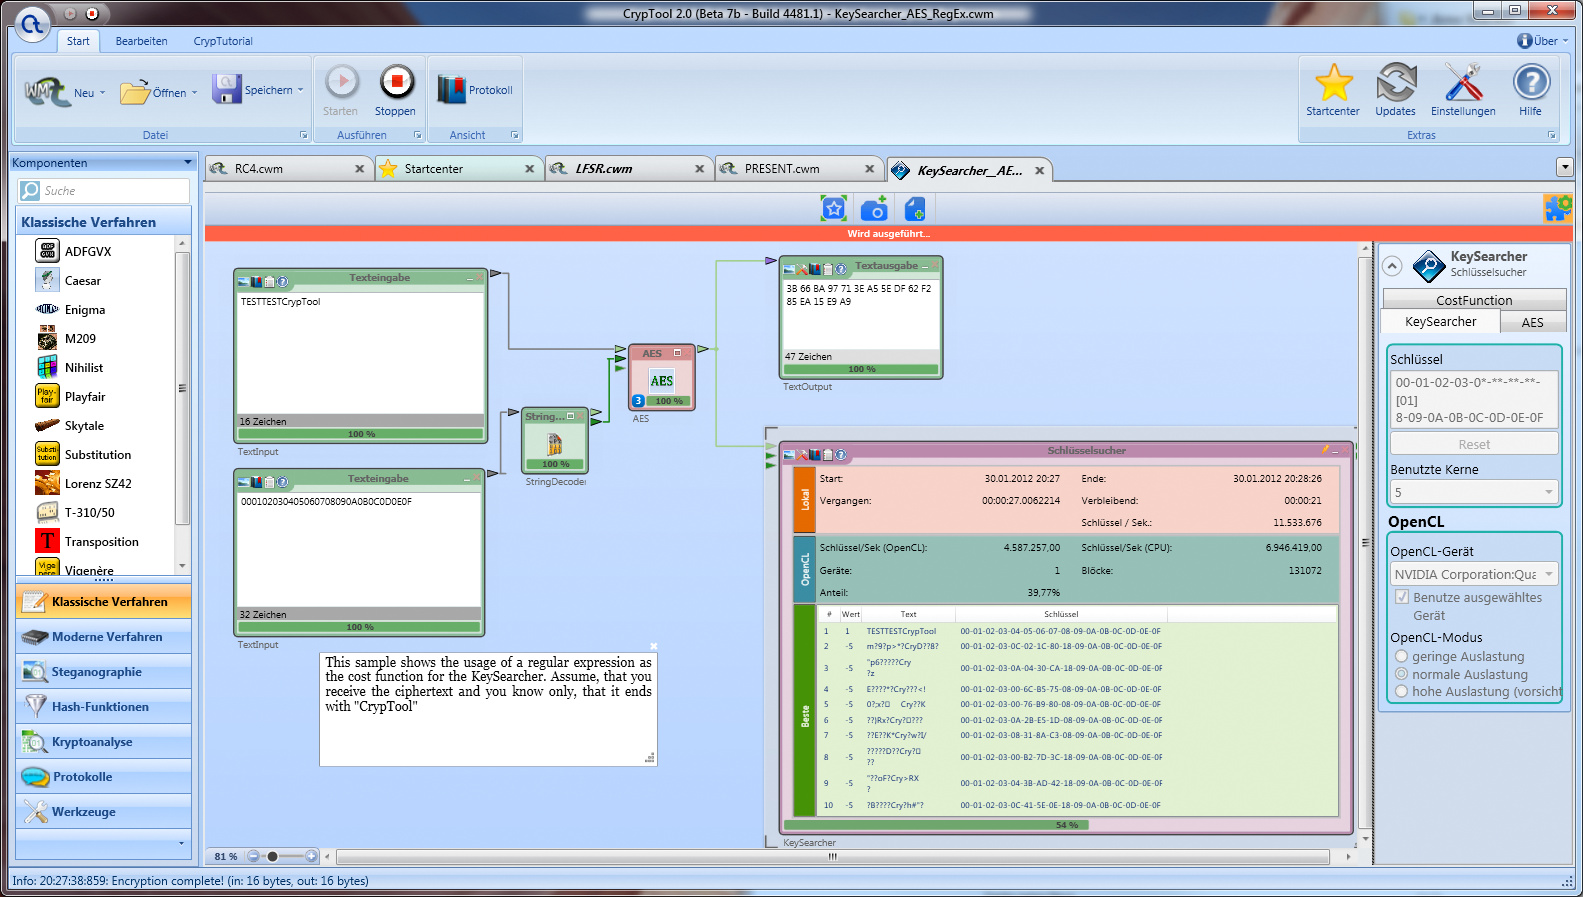 CrypTool 2.0 (Beta 7b - Build 4481.1) - KeySearcher_AES_RegEx.cwm
Start
Bearbeiten
CrypTutorial
Über
Neu
Öffnen
Speichern
Datei
Starten
Stoppen
Ausführen
Protokoll
Ansicht
Startcenter
Updates
Einstellungen
Hilfe
Extras
Komponenten
Suche
Klassische Verfahren
ADFGVX
Caesar
Enigma
M209
Nihilist
Playfair
Skytale
Substitution
Lorenz SZ42
T-310/50
Transposition
Vigenère
Klassische Verfahren
Moderne Verfahren
Steganographie
Hash-Funktionen
Kryptoanalyse
Protokolle
Werkzeuge
RC4.cwm
Startcenter
LFSR.cwm
PRESENT.cwm
KeySearcher_AE...
Wird ausgeführt...
Texteingabe
TESTTESTCrypTool
16 Zeichen
100 %
TextInput
Texteingabe
000102030405060708090A0B0C0D0E0F
32 Zeichen
100 %
TextInput
String...
100 %
StringDecoder
AES
AES
3
100 %
AES
Textausgabe
3B 66 BA 97 71 3E A5 5E DF 62 F2
85 EA 15 E9 A9
47 Zeichen
100 %
TextOutput
This sample shows the usage of a regular expression as
the cost function for the KeySearcher. Assume, that you
receive the ciphertext and you know only, that it ends
with "CrypTool"
Schlüsselsucher
Lokal
Start: 30.01.2012 20:27 Ende: 30.01.2012 20:28:26
Vergangen: 00:00:27.0062214 Verbleibend: 00:00:21
Schlüssel / Sek.: 11.533.676
OpenCL
Schlüssel/Sek (OpenCL): 4.587.257,00 Schlüssel/Sek (CPU): 6.946.419,00
Geräte: 1 Blöcke: 131072
Anteil: 39,77%
Beste
# Wert Text Schlüssel
1 1 TESTTESTCrypTool 00-01-02-03-04-05-06-07-08-09-0A-0B-0C-0D-0E-0F
2 -5 m?9?p>*?CryD??8? 00-01-02-03-0C-02-1C-80-18-09-0A-0B-0C-0D-0E-0F
3 -5 "p6?????Cry
?z 00-01-02-03-0A-04-30-CA-18-09-0A-0B-0C-0D-0E-0F
4 -5 E????*?Cry???<! 00-01-02-03-00-6C-B5-75-08-09-0A-0B-0C-0D-0E-0F
5 -5 0?;x?▯ Cry??K 00-01-02-03-00-76-B9-80-08-09-0A-0B-0C-0D-0E-0F
6 -5 ??)Rx?Cry?▯??? 00-01-02-03-0A-2B-E5-1D-08-09-0A-0B-0C-0D-0E-0F
7 -5 ??E??K*Cry?w?I/ 00-01-02-03-08-31-8A-C3-08-09-0A-0B-0C-0D-0E-0F
8 -5 ?????D??Cry?▯
?? 00-01-02-03-00-B2-7D-3C-18-09-0A-0B-0C-0D-0E-0F
9 -5 "??oF?Cry>RX
? 00-01-02-03-04-3B-AD-42-18-09-0A-0B-0C-0D-0E-0F
10 -5 ?B????Cry?h#"? 00-01-02-03-0C-41-5E-0E-18-09-0A-0B-0C-0D-0E-0F
54 %
KeySearcher
KeySearcher
Schlüsselsucher
CostFunction
KeySearcher
AES
Schlüssel
00-01-02-03-0*-**-**-**-
[01]
8-09-0A-0B-0C-0D-0E-0F
Reset
Benutzte Kerne
5
OpenCL
OpenCL-Gerät
NVIDIA Corporation:Qua
Benutze ausgewähltes
Gerät
OpenCL-Modus
geringe Auslastung
normale Auslastung
hohe Auslastung (vorsicht
81 %
Info: 20:27:38:859: Encryption complete! (in: 16 bytes, out: 16 bytes)